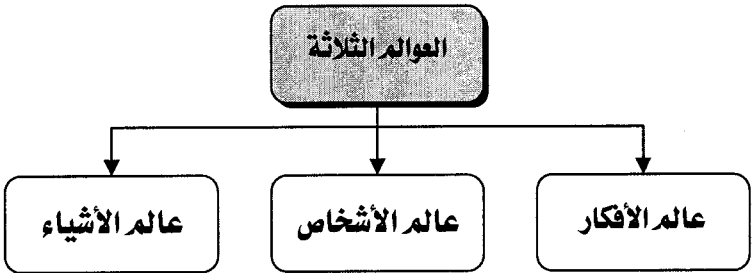 العوالم الثلاثة
عالم الأفكار
عالم الأشخاص
عالم الأشياء